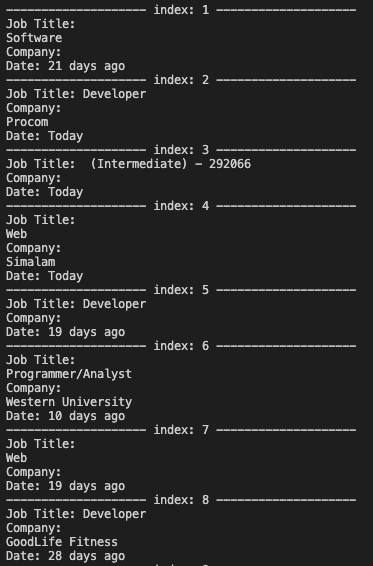 -------------------- index: 1 --------------------
Job Title:
Software
Company:
Date: 21 days ago
-------------------- index: 2 --------------------
Job Title: Developer
Company:
Procom
Date: Today
-------------------- index: 3 --------------------
Job Title:  (Intermediate) - 292066
Company:
Date: Today
-------------------- index: 4 --------------------
Job Title:
Web
Company:
Simalam
Date: Today
-------------------- index: 5 --------------------
Job Title: Developer
Company:
Date: 19 days ago
-------------------- index: 6 --------------------
Job Title:
Programmer/Analyst
Company:
Western University
Date: 10 days ago
-------------------- index: 7 --------------------
Job Title:
Web
Company:
Date: 19 days ago
-------------------- index: 8 --------------------
Job Title: Developer
Company:
GoodLife Fitness
Date: 28 days ago